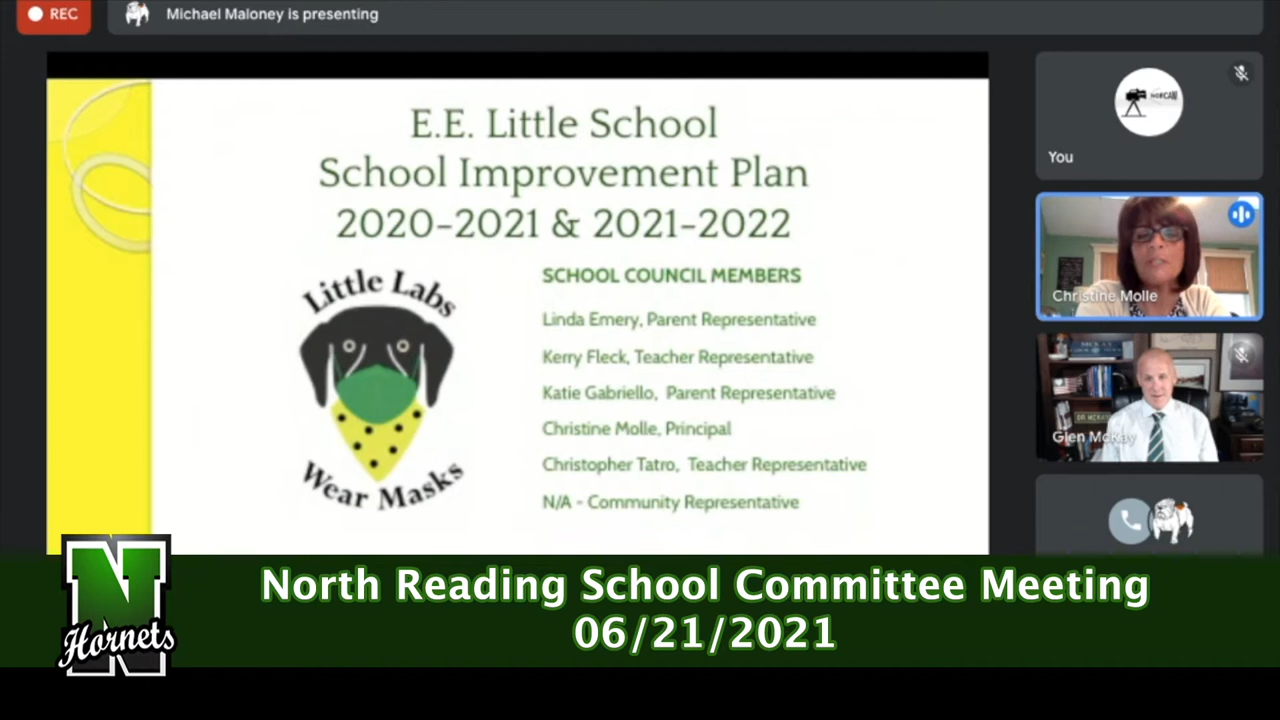 REC
Michael Maloney is presenting
E.E. Little School
School Improvement Plan
2020-2021 & 2021-2022
Little Labs
Wear Masks
SCHOOL COUNCIL MEMBERS
Linda Emery, Parent Representative
Kerry Fleck, Teacher Representative
Katie Gabriello, Parent Representative
Christine Molle, Principal
Christopher Tatro, Teacher Representative
N/A - Community Representative
NORCAM
You
Christine Molle
Glen McKay
N
Hornets
North Reading School Committee Meeting
06/21/2021